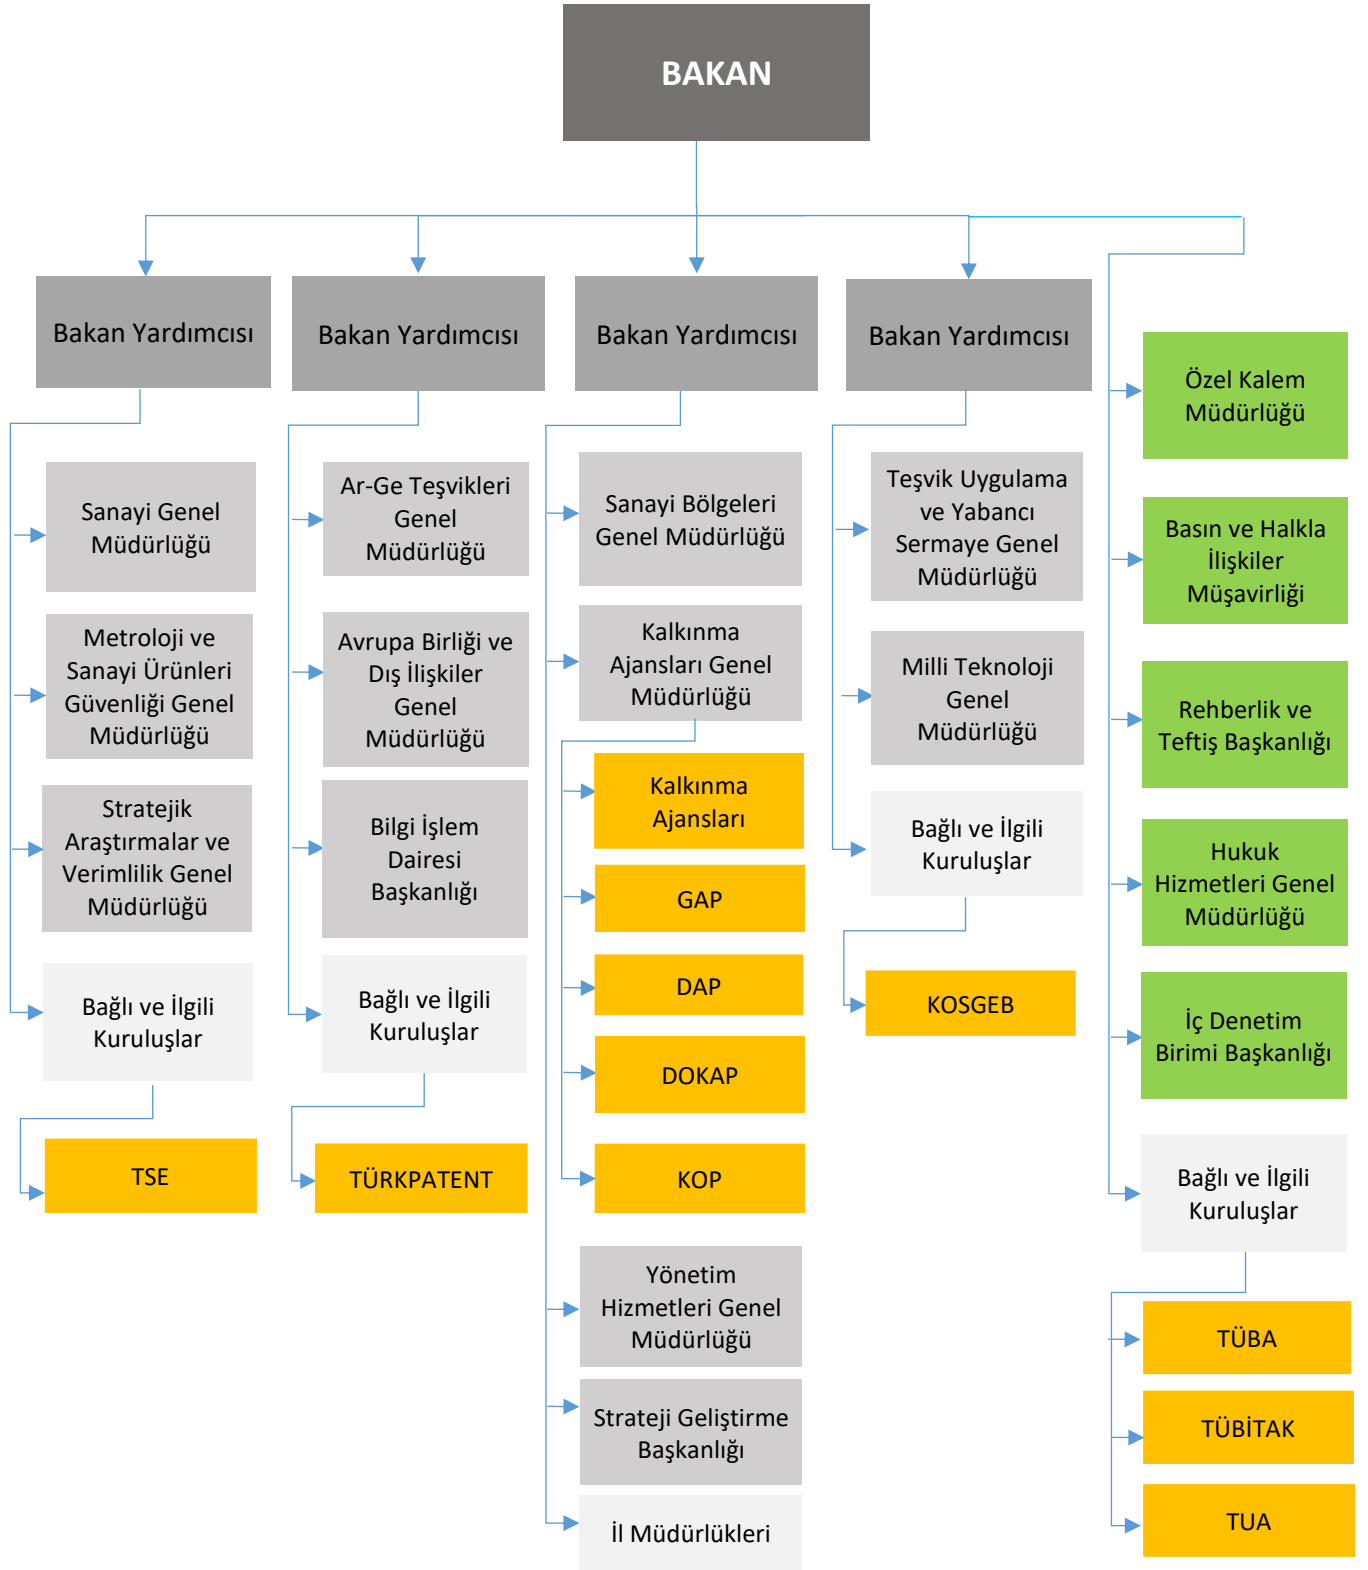 BAKAN
Bakan Yardımcısı
Sanayi Genel
Müdürlüğü
Metroloji ve
Sanayi Ürünleri
Güvenliği Genel
Müdürlüğü
Stratejik
Araştırmalar ve
Verimlilik Genel
Müdürlüğü
Bağlı ve İlgili
Kuruluşlar
TSE
Bakan Yardımcısı
Ar-Ge Teşvikleri
Genel
Müdürlüğü
Avrupa Birliği ve
Dış İlişkiler
Genel
Müdürlüğü
Bilgi İşlem
Dairesi
Başkanlığı
Bağlı ve İlgili
Kuruluşlar
TÜRKPATENT
Bakan Yardımcısı
Sanayi Bölgeleri
Genel Müdürlüğü
Kalkınma
Ajansları Genel
Müdürlüğü
Kalkınma
Ajansları
GAP
DAP
DOKAP
KOP
Yönetim
Hizmetleri Genel
Müdürlüğü
Strateji Geliştirme
Başkanlığı
İl Müdürlükleri
Bakan Yardımcısı
Teşvik Uygulama
ve Yabancı
Sermaye Genel
Müdürlüğü
Milli Teknoloji
Genel
Müdürlüğü
Bağlı ve İlgili
Kuruluşlar
KOSGEB
Özel Kalem
Müdürlüğü
Basın ve Halkla
İlişkiler
Müşavirliği
Rehberlik ve
Teftiş Başkanlığı
Hukuk
Hizmetleri Genel
Müdürlüğü
İç Denetim
Birimi Başkanlığı
Bağlı ve İlgili
Kuruluşlar
TÜBA
TÜBİTAK
TUA